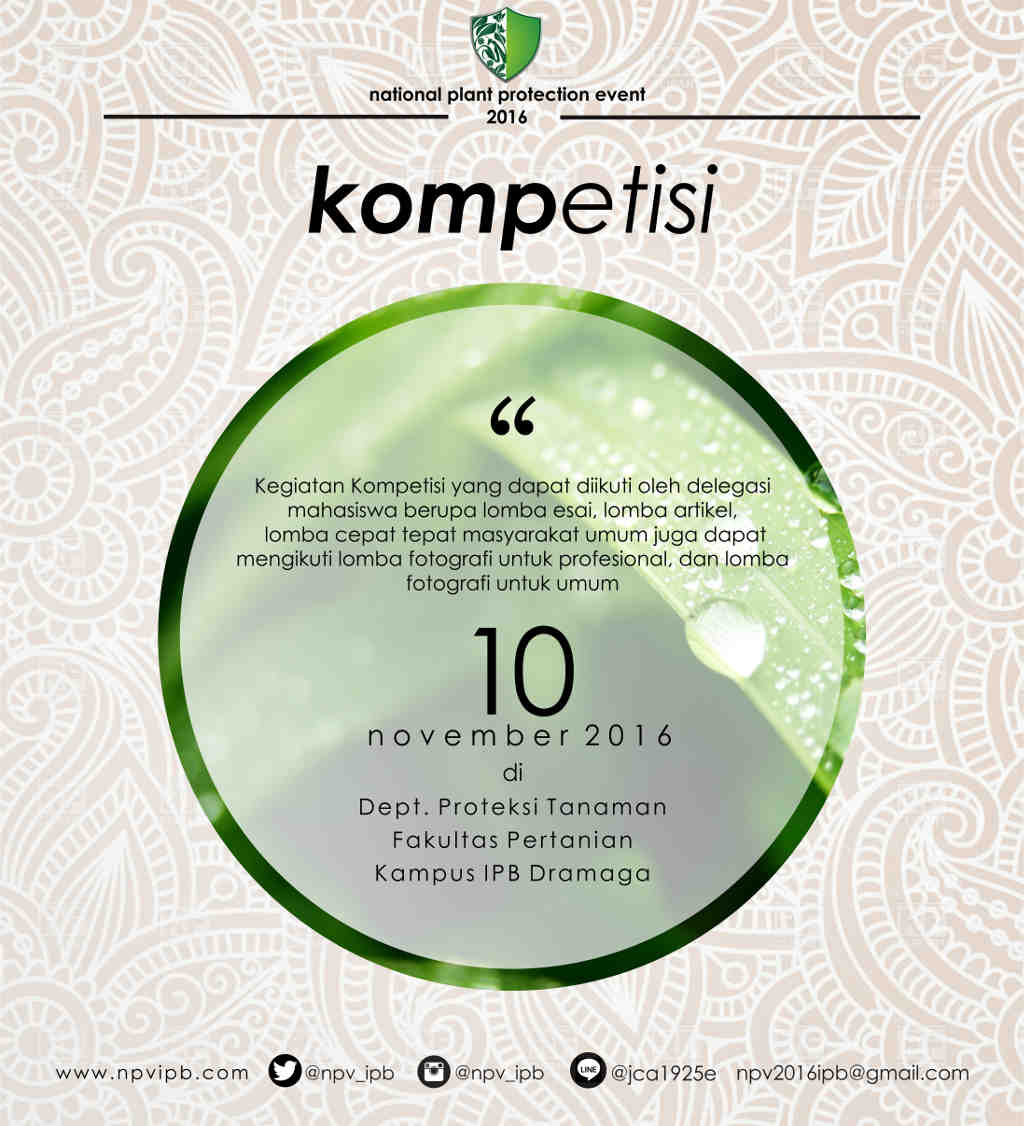 national plant protection event
2016
kompetisi
“
Kegiatan Kompetisi yang dapat diikuti oleh delegasi
mahasiswa berupa lomba esai, lomba artikel,
lomba cepat tepat masyarakat umum juga dapat
mengikuti lomba fotografi untuk profesional, dan lomba
fotografi untuk umum
10
november 2016
di
Dept. Proteksi Tanaman
Fakultas Pertanian
Kampus IPB Dramaga
www.npvipb.com @npv_ipb @npv_ipb LINE @jca1925e npv2016ipb@gmail.com